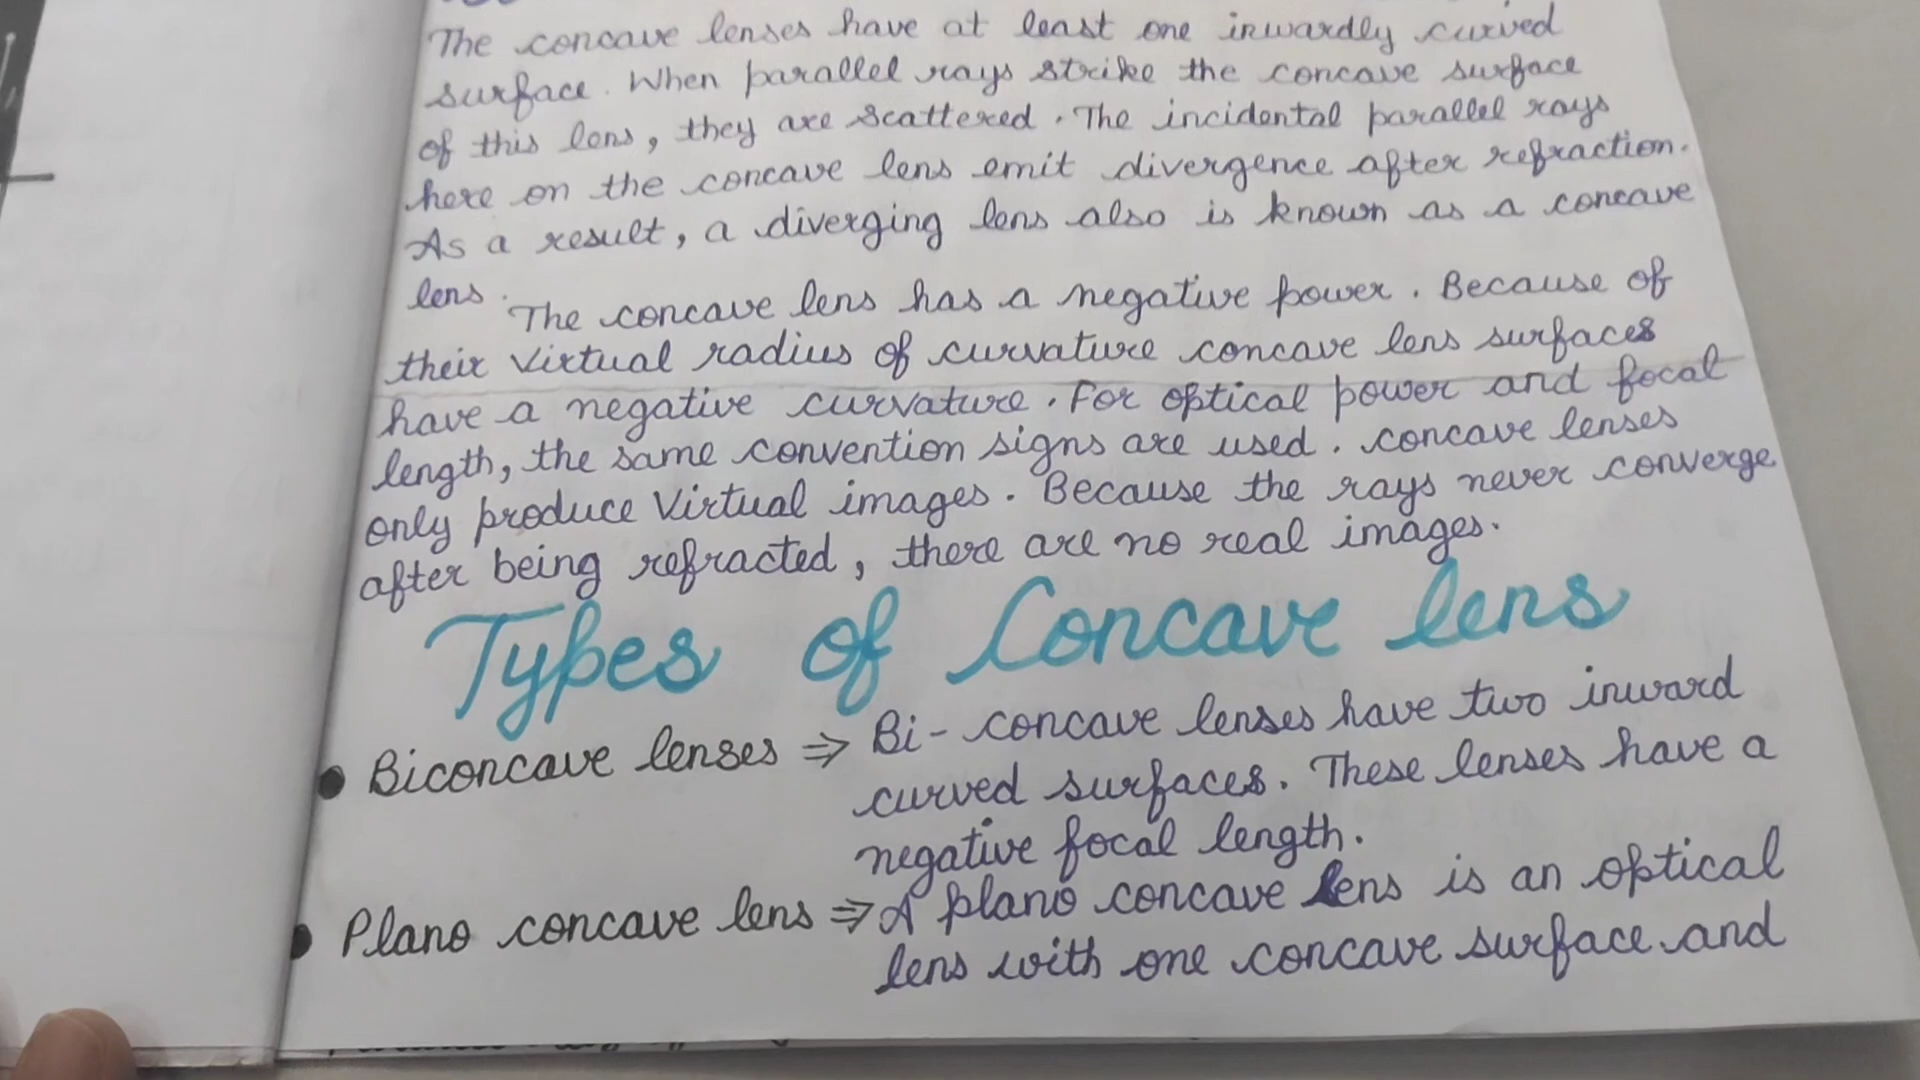 The concave lenses have at least one inwardly curved
surface. When parallel rays strike the concave surface
of this lens, they are scattered. The incidental parallel rays
here on the concave lens emit divergence after refraction.
As a result, a diverging lens also is known as a concave
lens.
The concave lens has a negative power. Because of
their virtual radius of curvature concave lens surfaces
have a negative curvature. For optical power and focal
length, the same convention signs are used. concave lenses
only produce virtual images. Because the rays never converge
after being refracted, there are no real images.
Types of Concave lens
• Biconcave lenses ⇒ Bi-concave lenses have two inward
curved surfaces. These lenses have a
negative focal length.
• Plano concave lens ⇒ A plano concave lens is an optical
lens with one concave surface and